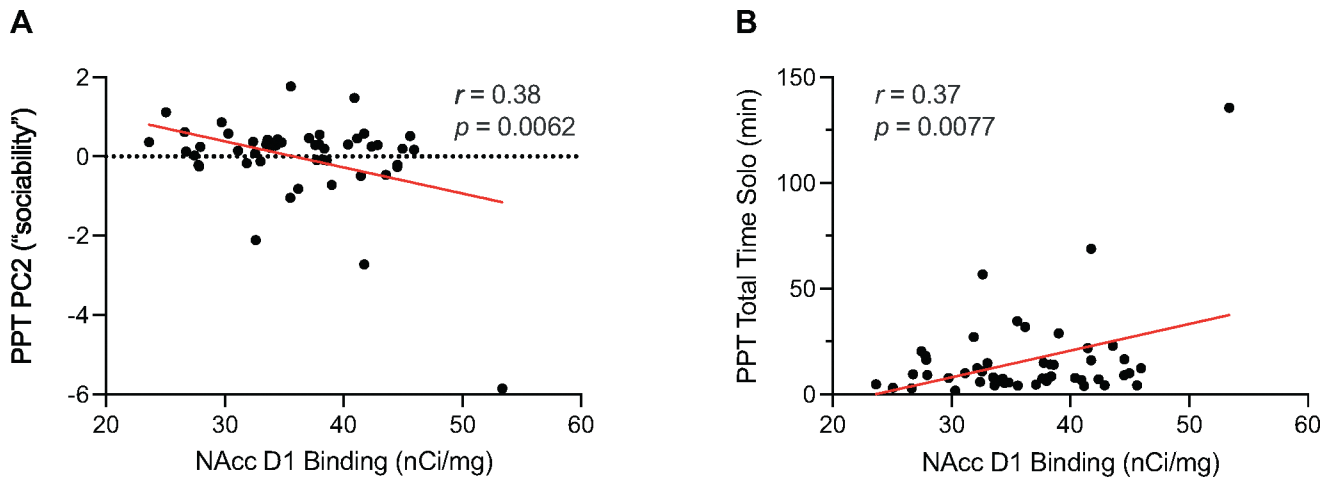 A
PPT PC2 ("sociability")
2
0
-2
-4
-6
r = 0.38
p = 0.0062
20
30
40
50
60
NAcc D1 Binding (nCi/mg)
B
PPT Total Time Solo (min)
150
100
50
0
r = 0.37
p = 0.0077
20
30
40
50
60
NAcc D1 Binding (nCi/mg)